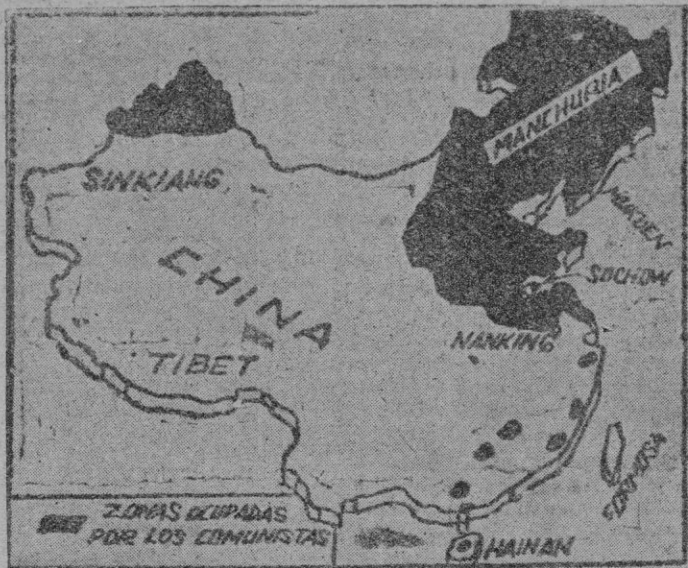 MANCHURIA
SINKIANG
MUKDEN
CHINA
SUCHOW
NANKING
TIBET
FORMOSA
ZONAS OCUPADAS
POR LOS COMUNISTAS
HAINAN